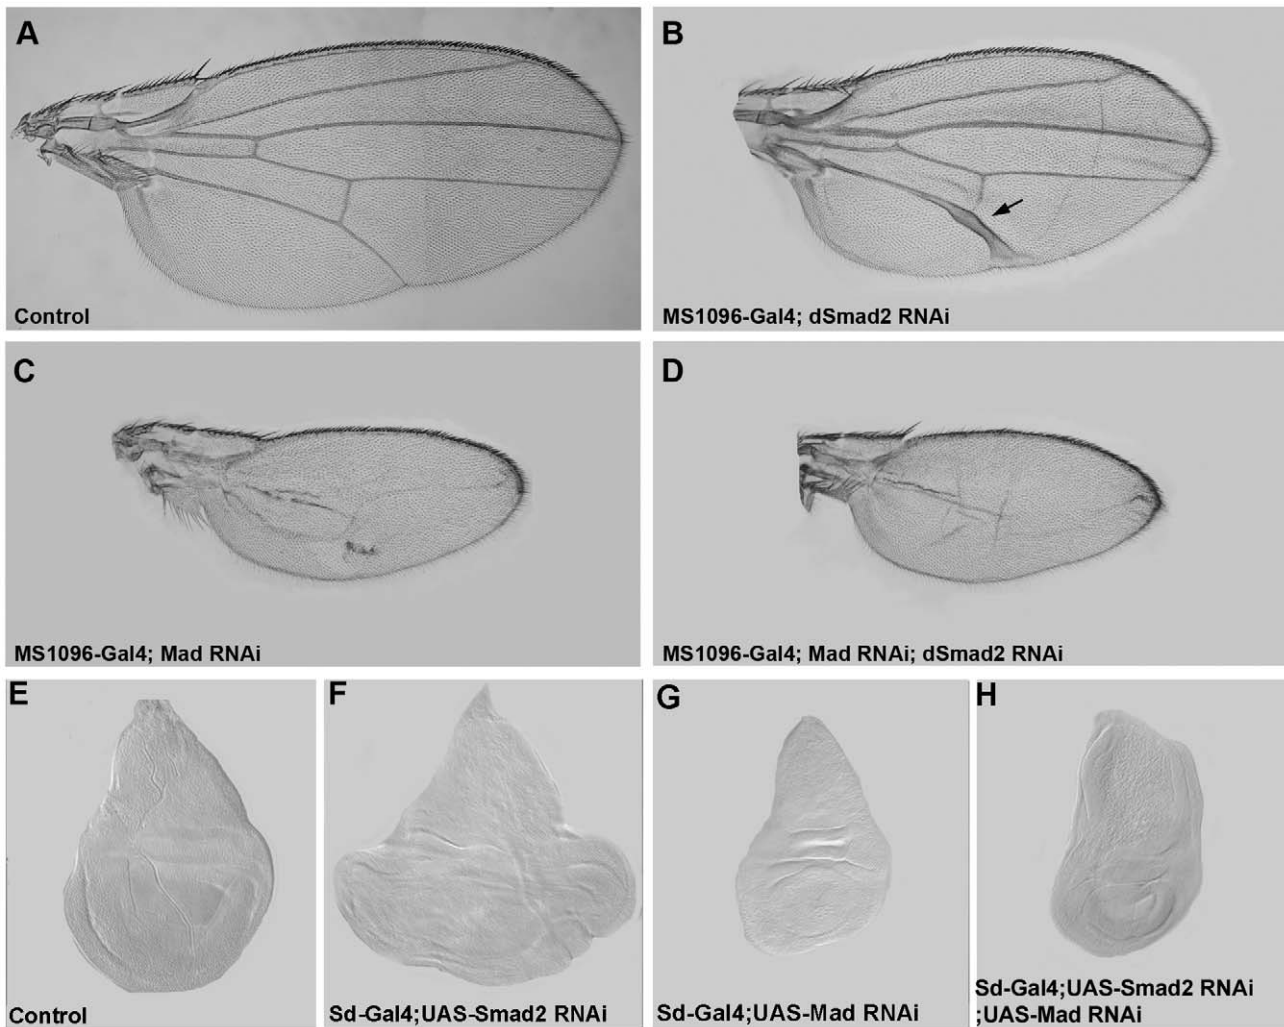 A
Control
B
MS1096-Gal4; dSmad2 RNAi
C
MS1096-Gal4; Mad RNAi
D
MS1096-Gal4; Mad RNAi; dSmad2 RNAi
E
Control
F
Sd-Gal4;UAS-Smad2 RNAi
G
Sd-Gal4;UAS-Mad RNAi
H
Sd-Gal4;UAS-Smad2 RNAi
;UAS-Mad RNAi